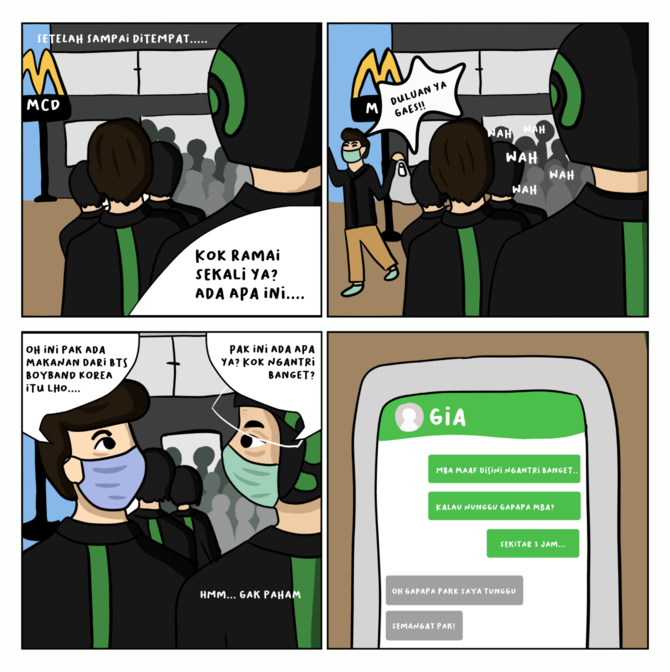 SETELAH SAMPAI DITEMPAT.....
MCD
KOK RAMAI
SEKALI YA?
ADA APA INI....
M
DULUAN YA
GAES!!
WAH
WAH
WAH
WAH
WAH
OH INI PAK ADA
MAKANAN DARI BTS
BOYBAND KOREA
ITU LHO....
PAK INI ADA APA
YA? KOK NGANTRI
BANGET?
HMM... GAK PAHAM
GIA
MBA MAAF DISINI NGANTRI BANGET..
KALAU NUNGGU GAPAPA MBA?
SEKITAR 3 JAM...
OH GAPAPA PAKK SAYA TUNGGU
SEMANGAT PAK!